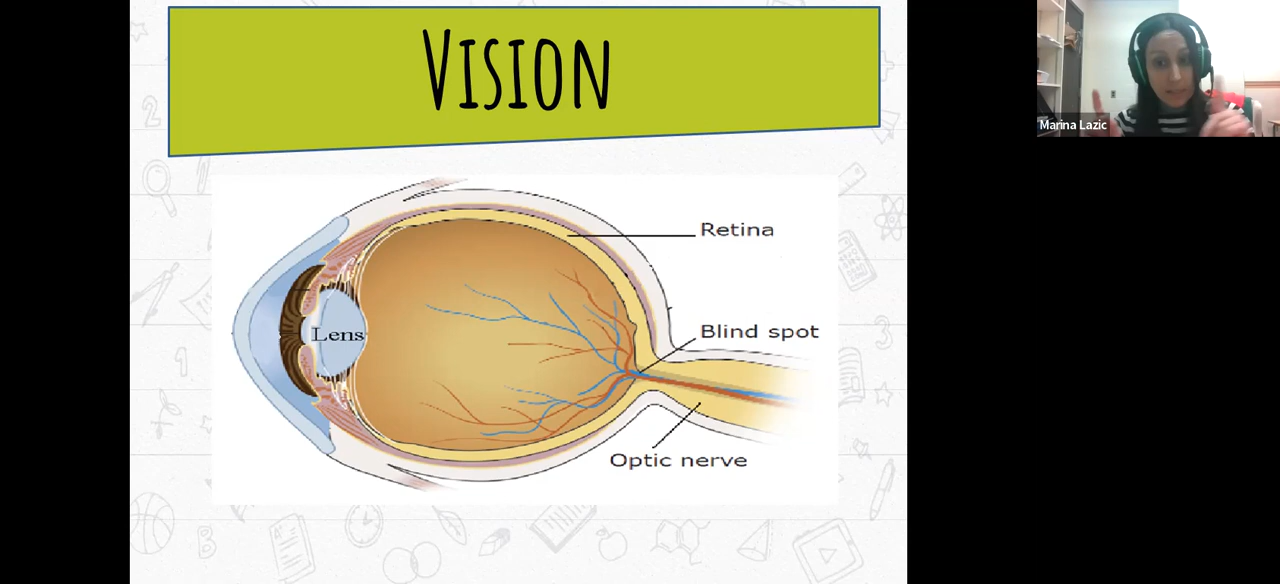 VISION
Marina Lazic
Retina
Lens
Blind spot
Optic nerve